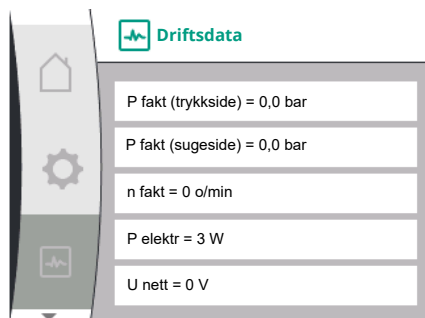 Driftsdata
P fakt (trykkside) = 0,0 bar
P fakt (sugeside) = 0,0 bar
n fakt = 0 o/min
P elektr = 3 W
U nett = 0 V